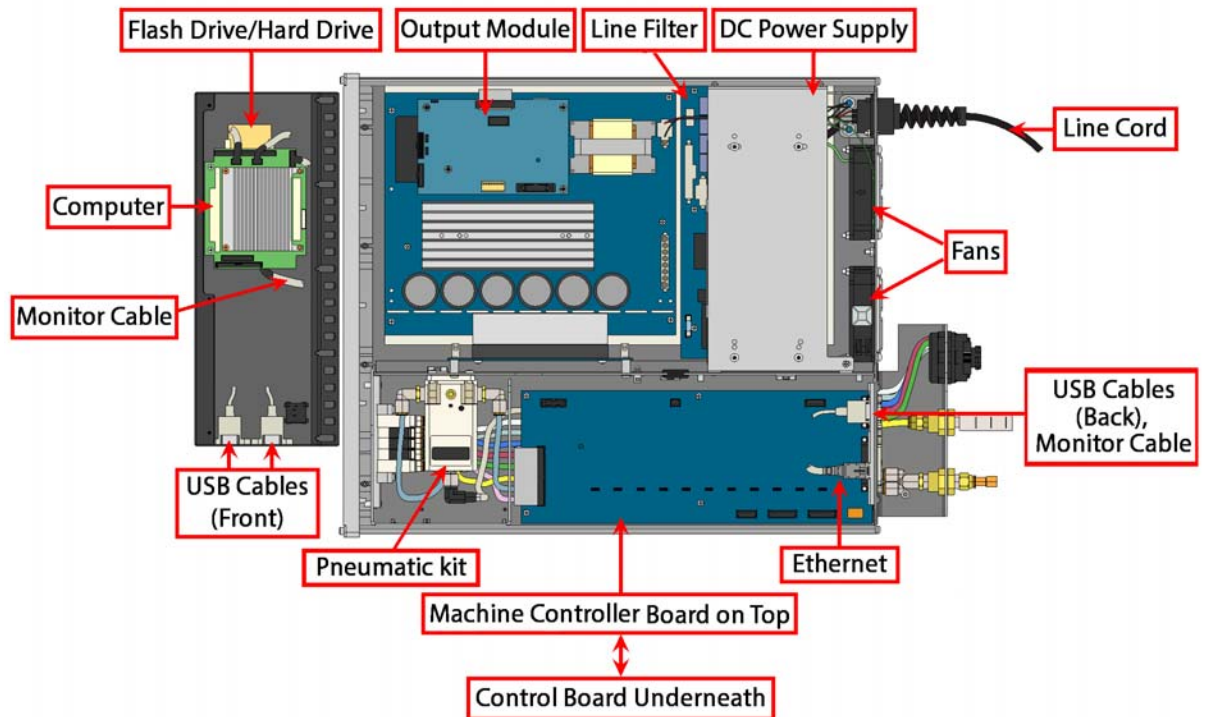 Flash Drive/Hard Drive
Output Module
Line Filter
DC Power Supply
Line Cord
Computer
Fans
Monitor Cable
USB Cables
(Back),
Monitor Cable
USB Cables
(Front)
Pneumatic kit
Ethernet
Machine Controller Board on Top
Control Board Underneath